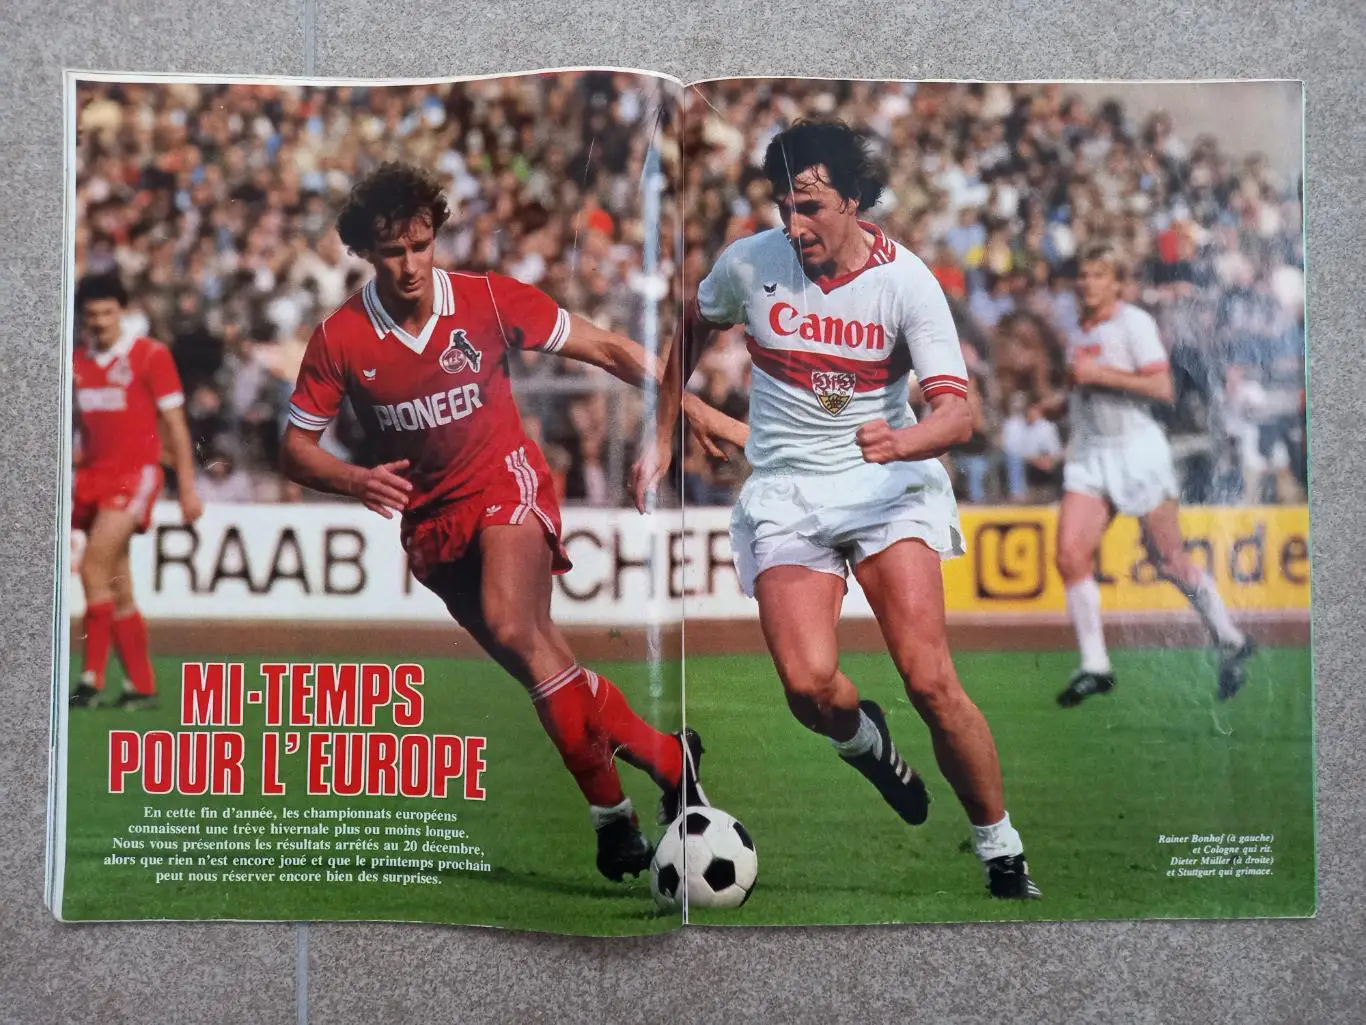 PIONEER
Canon
RAAB
CHER
lg
Lande
MI-TEMPS
POUR L'EUROPE
En cette fin d'année, les championnats européens
connaissent une trêve hivernale plus ou moins longue.
Nous vous présentons les résultats arrêtés au 20 décembre,
alors que rien n'est encore joué et que le printemps prochain
peut nous réserver encore bien des surprises.
Rainer Bonhof (à gauche)
et Cologne qui rit.
Dieter Müller (à droite)
et Stuttgart qui grimace.